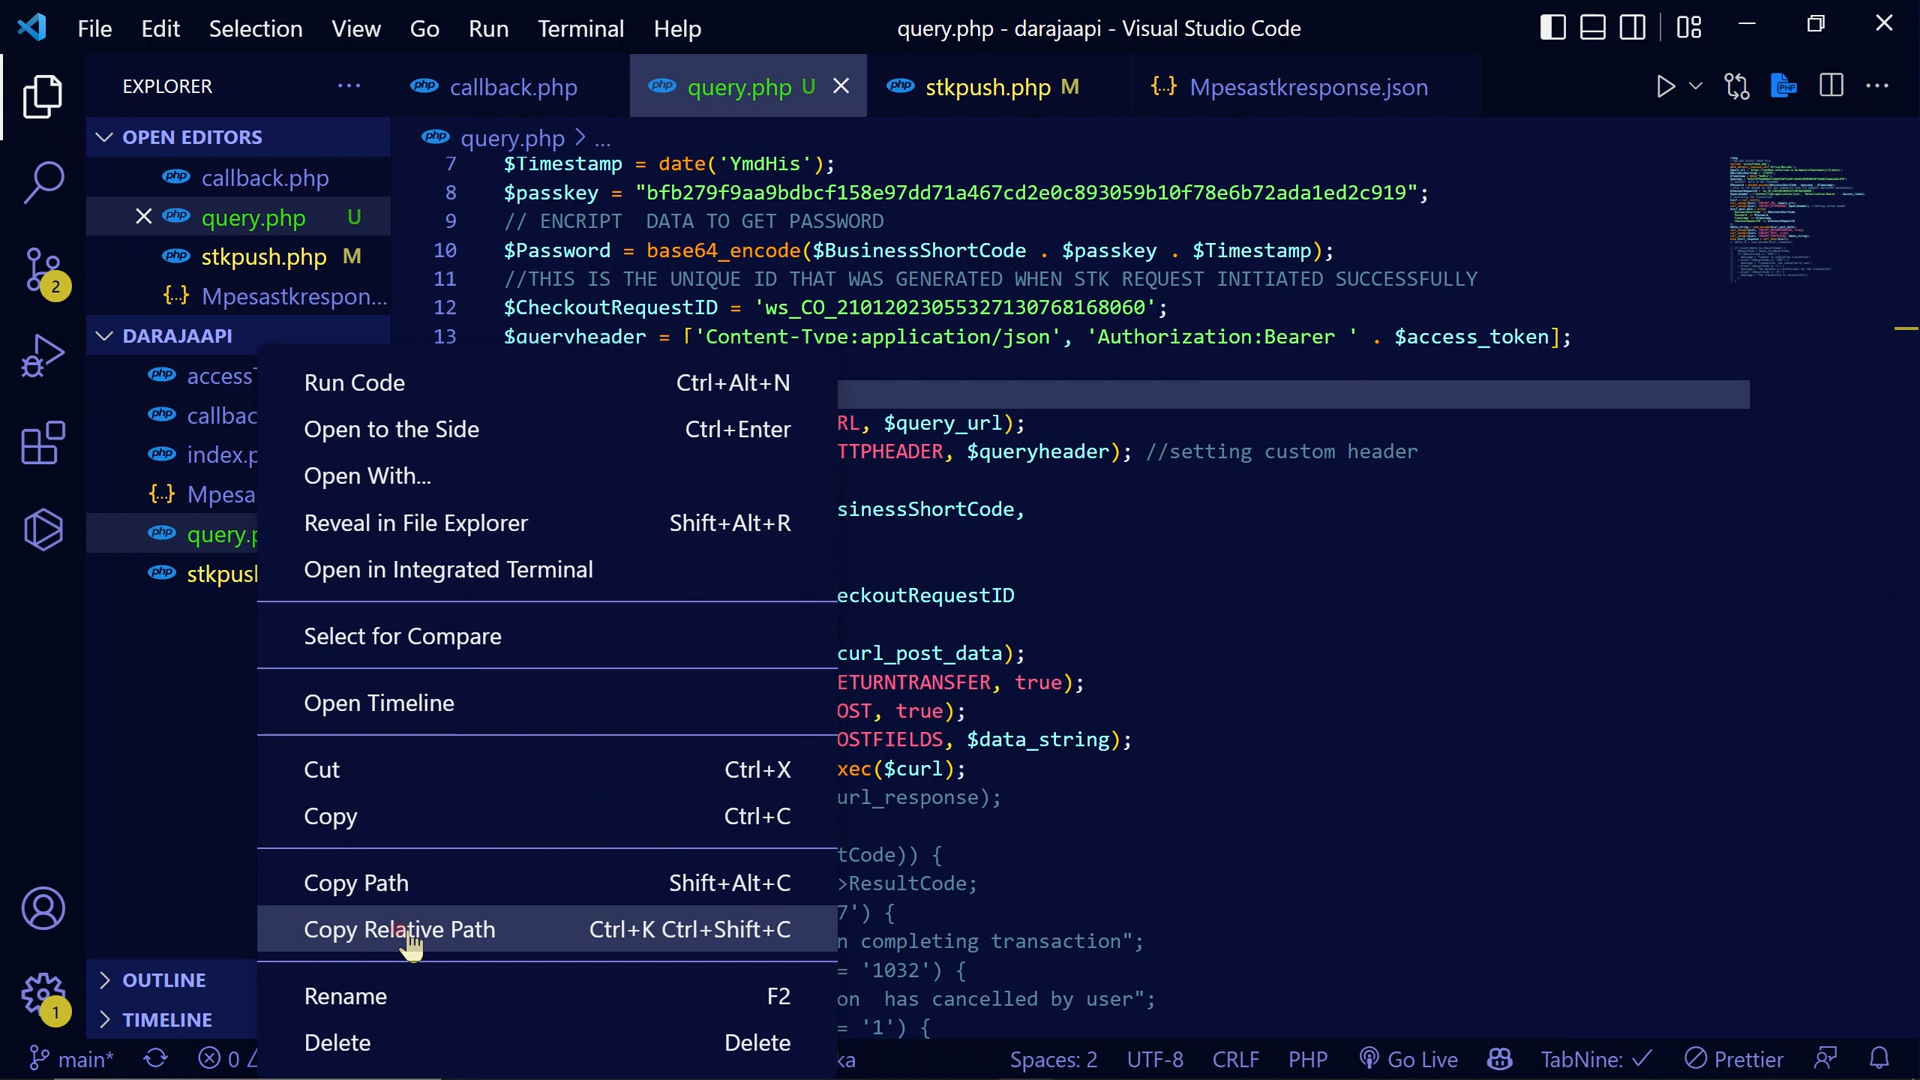 File Edit Selection View Go Run Terminal Help
query.php - darajaapi - Visual Studio Code
EXPLORER ...
callback.php
query.php U
stkpush.php M
{..} Mpesastkresponse.json
OPEN EDITORS
callback.php
query.php U
stkpush.php M
{..} Mpesastkrespon...
DARAJAAPI
access
callbac
index.p
{..} Mpesa
query.p
stkpus
query.php > ...
7 $Timestamp = date('YmdHis');
8 $passkey = "bfb279f9aa9bdbcf158e97dd71a467cd2e0c893059b10f78e6b72ada1ed2c919";
9 // ENCRIPT DATA TO GET PASSWORD
10 $Password = base64_encode($BusinessShortCode . $passkey . $Timestamp);
11 //THIS IS THE UNIQUE ID THAT WAS GENERATED WHEN STK REQUEST INITIATED SUCCESSFULLY
12 $CheckoutRequestID = 'ws_CO_21012023055327130768168060';
13 $queryheader = ['Content-Type:application/json', 'Authorization:Bearer ' . $access_token];
RL, $query_url);
TTPHEADER, $queryheader); //setting custom header
sinessShortCode,
eckoutRequestID
curl_post_data);
ETURNTRANSFER, true);
OST, true);
OSTFIELDS, $data_string);
xec($curl);
url_response);
tCode)) {
>ResultCode;
7') {
n completing transaction";
= '1032') {
on has cancelled by user";
= '1') {
Run Code Ctrl+Alt+N
Open to the Side Ctrl+Enter
Open With...
Reveal in File Explorer Shift+Alt+R
Open in Integrated Terminal
Select for Compare
Open Timeline
Cut Ctrl+X
Copy Ctrl+C
Copy Path Shift+Alt+C
Copy Relative Path Ctrl+K Ctrl+Shift+C
Rename F2
Delete Delete
OUTLINE
TIMELINE
2
1
main* 0 ka Spaces: 2 UTF-8 CRLF PHP Go Live TabNine: ✓ Prettier